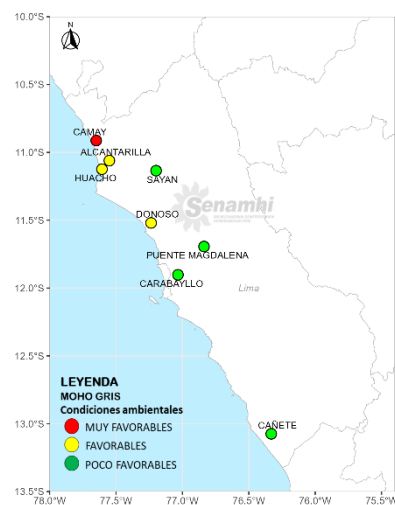 10.0°S
N
10.5°S
CAMAY
11.0°S
ALCANTARILLA
HUACHO
SAYAN
Senamhi
11.5°S
DONOSO
PUENTE MAGDALENA
12.0°S
CARABAYLLO
Lima
12.5°S
LEYENDA
MOHO GRIS
Condiciones ambientales
MUY FAVORABLES
FAVORABLES
POCO FAVORABLES
CAÑETE
13.0°S
13.5°S
78.0°W
77.5°W
77.0°W
76.5°W
76.0°W
75.5°W